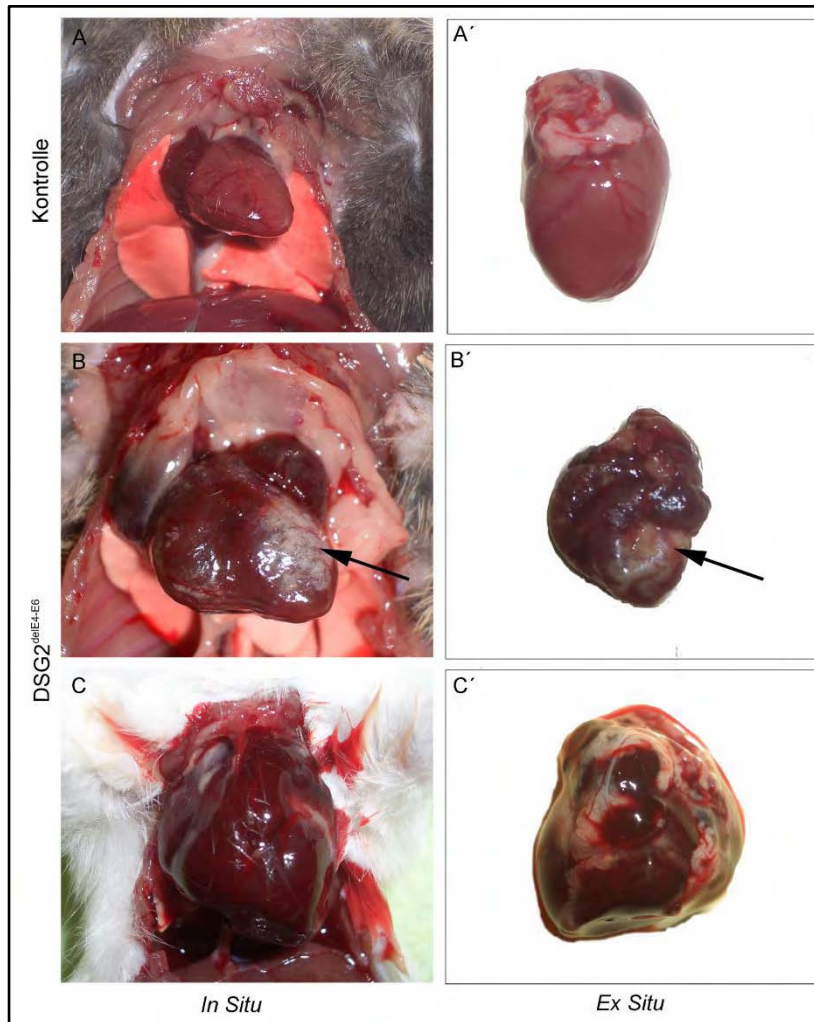 A
A´
Kontrolle
B
B´
DSG2delE4-E6
C
C´
In Situ
Ex Situ